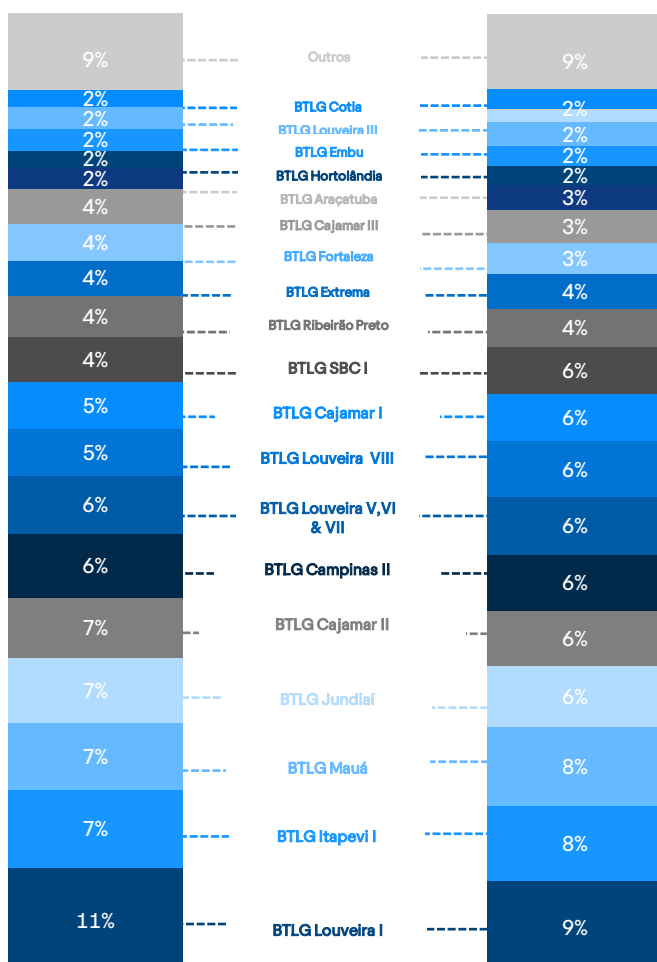 9% Outros 9%
2% BTLG Cotia 2%
2% BTLG Louveira III 2%
2% BTLG Embu 2%
2% BTLG Hortolândia 2%
2% BTLG Araçatuba 3%
4% BTLG Cajamar III 3%
4% BTLG Fortaleza 3%
4% BTLG Extrema 4%
4% BTLG Ribeirão Preto 4%
4% BTLG SBC I 6%
5% BTLG Cajamar I 6%
5% BTLG Louveira VIII 6%
6% BTLG Louveira V,VI 6%
& VII
6% BTLG Campinas II 6%
7% BTLG Cajamar II 6%
7% BTLG Jundiaí 6%
7% BTLG Mauá 8%
7% BTLG Itapevi I 8%
11% BTLG Louveira I 9%